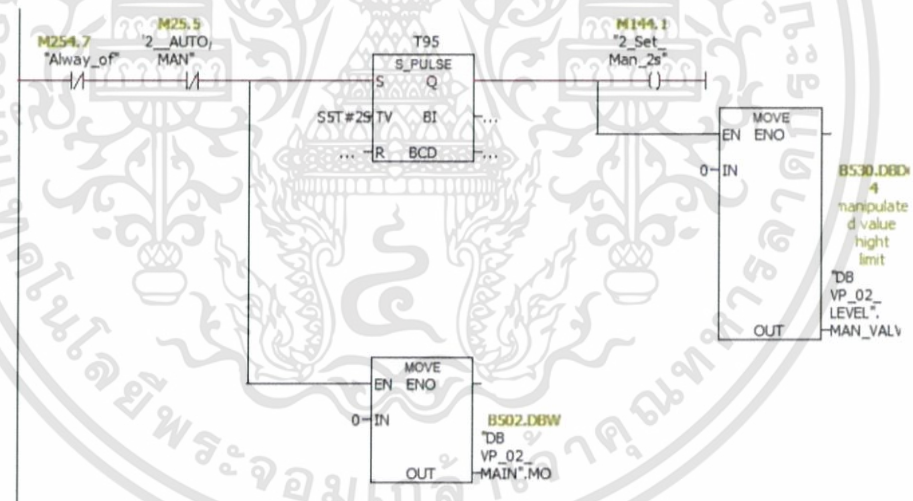 M254.7
"Alway_of"
M25.5
"2__AUTO/
MAN"
T95
S_PULSE
S Q
S5T#2S TV BI ...
... R BCD ...
M144.1
"2_Set_
Man_2s"
MOVE
EN ENO
0 IN
OUT
B530.DBD
4
manipulate
d value
hight
limit
"DB
VP_02_
LEVEL".
MAN_VALV
MOVE
EN ENO
0 IN
OUT
B502.DBW
"DB
VP_02_
MAIN".MO